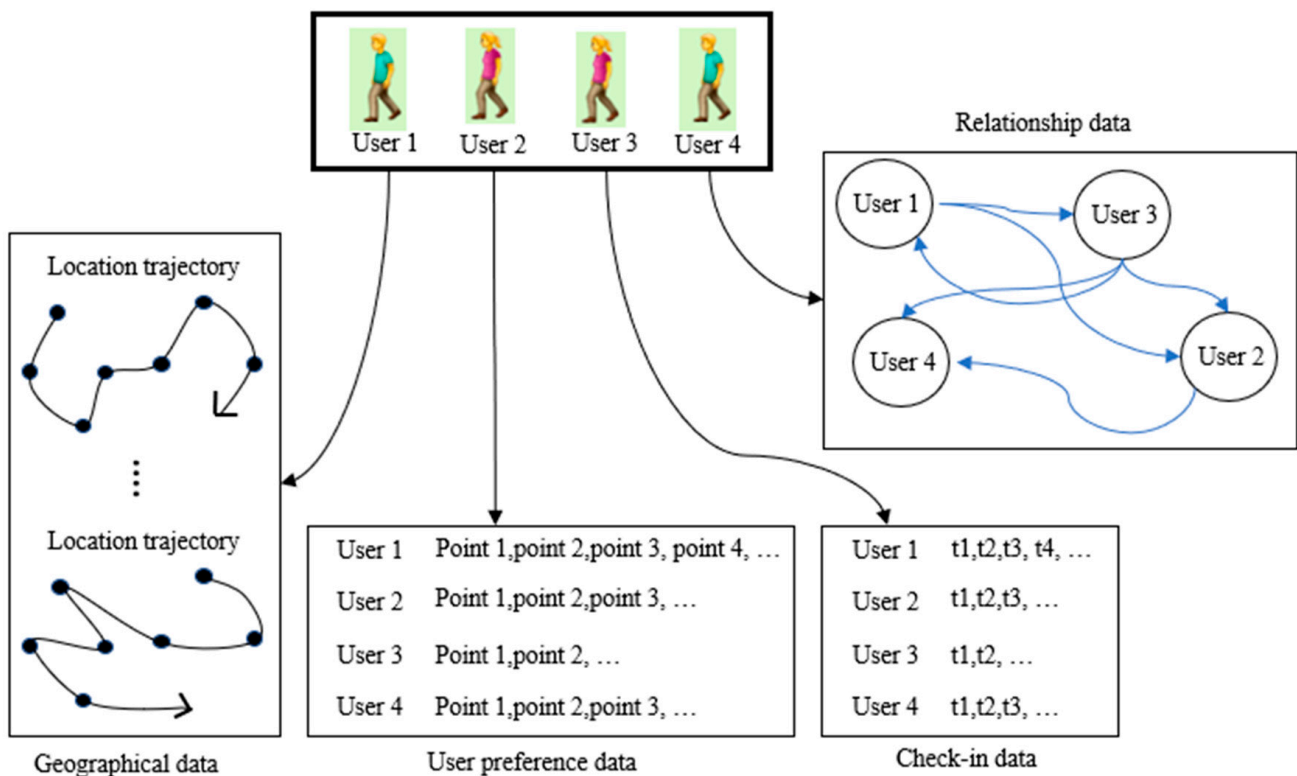 User 1 User 2 User 3 User 4
Relationship data
User 1
User 3
User 4
User 2
Location trajectory
Location trajectory
Geographical data
User 1 Point 1,point 2,point 3, point 4, …
User 2 Point 1,point 2,point 3, …
User 3 Point 1,point 2, …
User 4 Point 1,point 2,point 3, …
User preference data
User 1 t1,t2,t3, t4, …
User 2 t1,t2,t3, …
User 3 t1,t2, …
User 4 t1,t2,t3, …
Check-in data